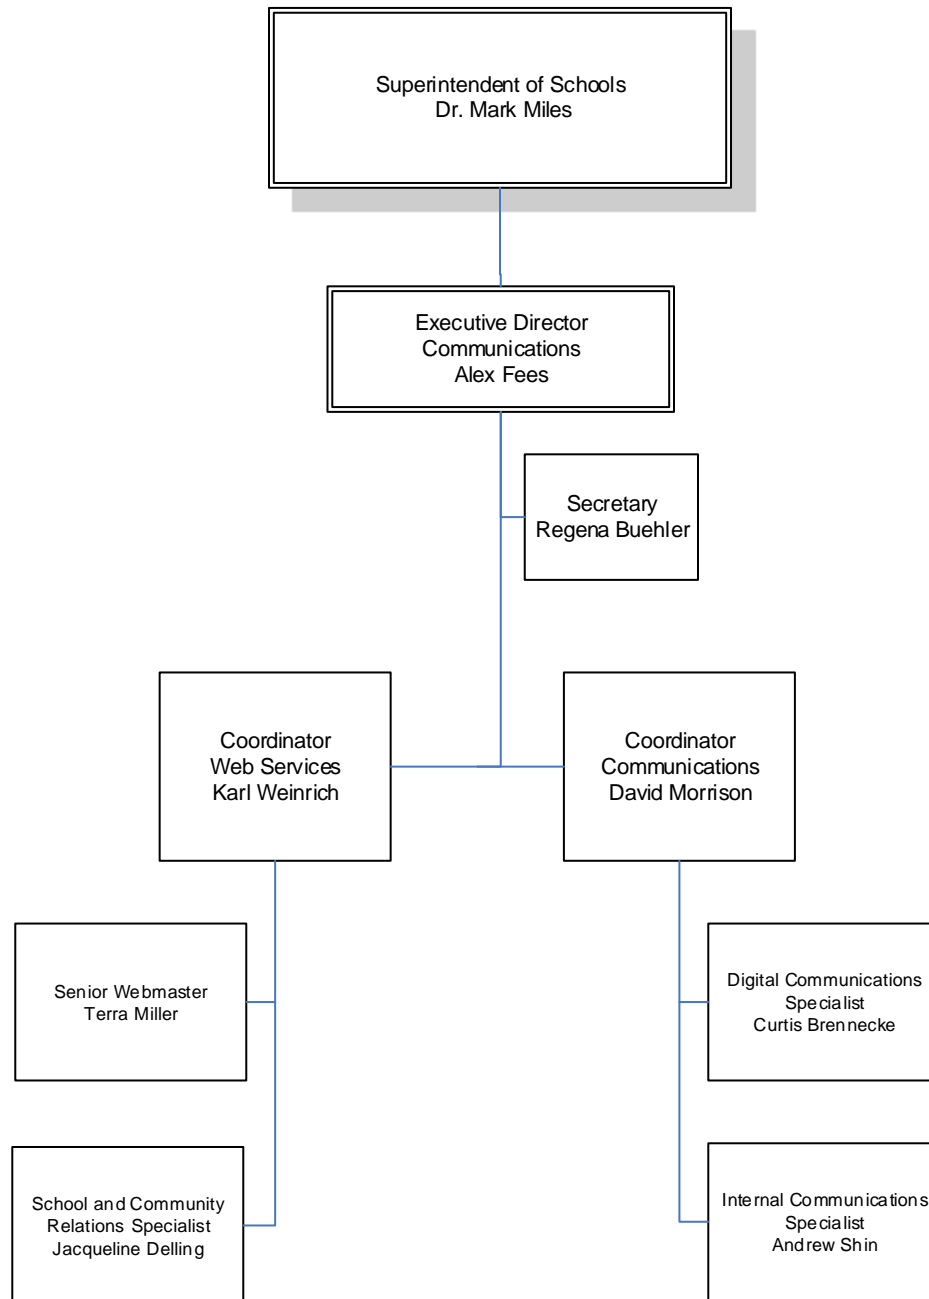 Superintendent of Schools
Dr. Mark Miles
Executive Director
Communications
Alex Fees
Secretary
Regena Buehler
Coordinator
Web Services
Karl Weinrich
Coordinator
Communications
David Morrison
Senior Webmaster
Terra Miller
Digital Communications
Specialist
Curtis Brennecke
School and Community
Relations Specialist
Jacqueline Delling
Internal Communications
Specialist
Andrew Shin